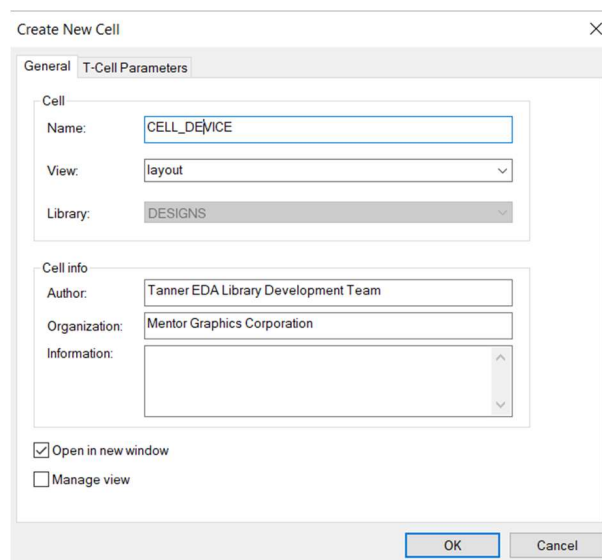 Create New Cell
General T-Cell Parameters
Cell
Name: CELL_DEVICE
View: layout
Library: DESIGNS
Cell info
Author: Tanner EDA Library Development Team
Organization: Mentor Graphics Corporation
Information:
Open in new window
Manage view
OK Cancel